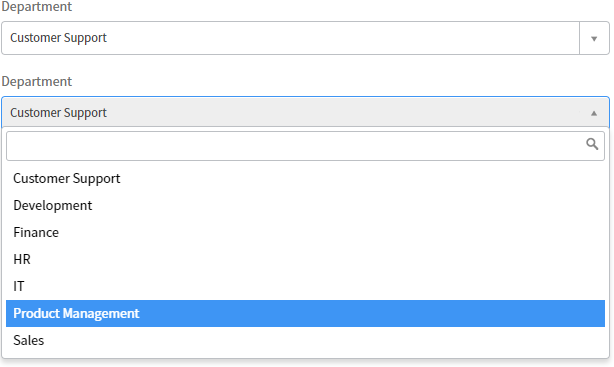 Department
Customer Support
Department
Customer Support
Customer Support
Development
Finance
HR
IT
Product Management
Sales